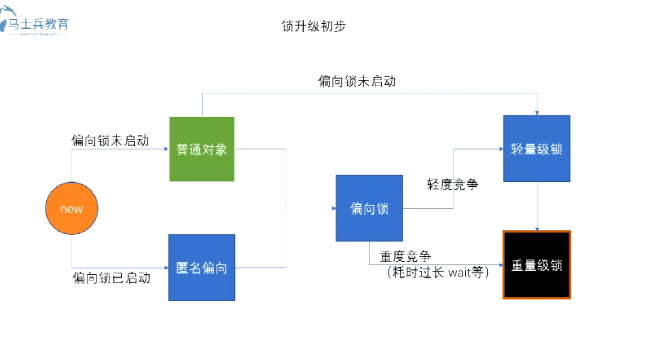 马士兵教育
锁升级初步
偏向锁未启动
偏向锁未启动
普通对象
轻量级锁
轻度竞争
new
偏向锁
匿名偏向
重度竞争
(耗时过长 wait等)
重量级锁
偏向锁已启动